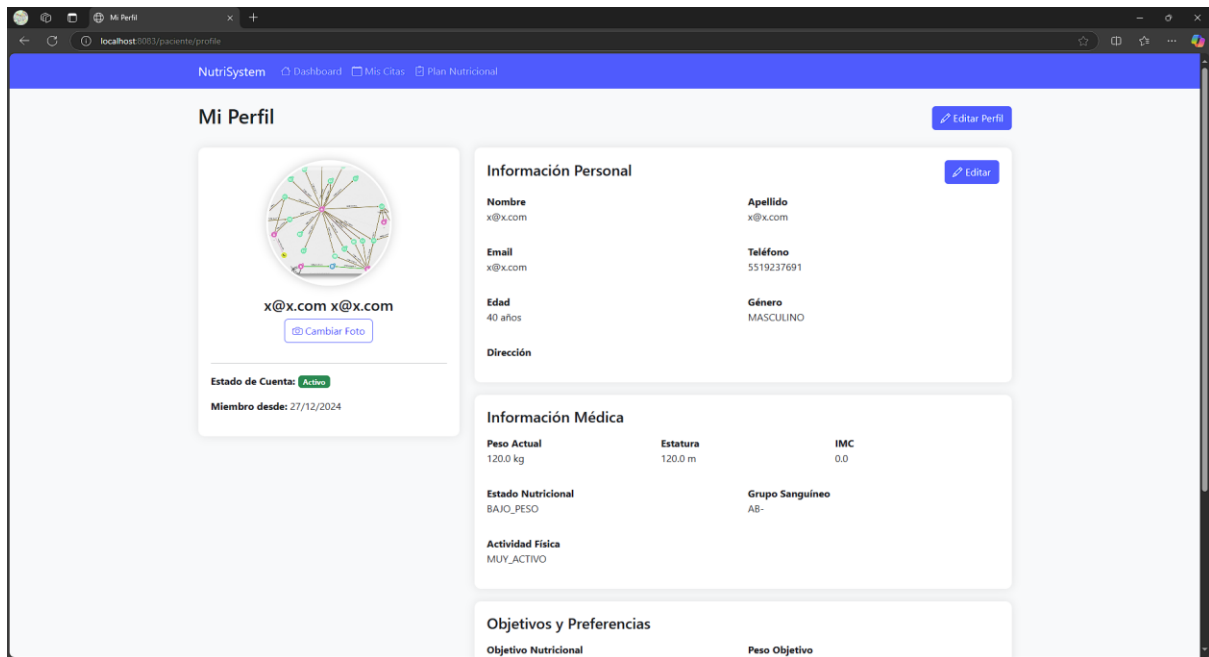 Mi Perfil
localhost:8083/paciente/profile
NutriSystem Dashboard Mis Citas Plan Nutricional
Mi Perfil
Editar Perfil
x@x.com x@x.com
Cambiar Foto
Estado de Cuenta: Activo
Miembro desde: 27/12/2024
Información Personal
Editar
Nombre Apellido
x@x.com x@x.com
Email Teléfono
x@x.com 5519237691
Edad Género
40 años MASCULINO
Dirección
Información Médica
Peso Actual Estatura IMC
120.0 kg 120.0 m 0.0
Estado Nutricional Grupo Sanguíneo
BAJO_PESO AB-
Actividad Física
MUY_ACTIVO
Objetivos y Preferencias
Objetivo Nutricional Peso Objetivo